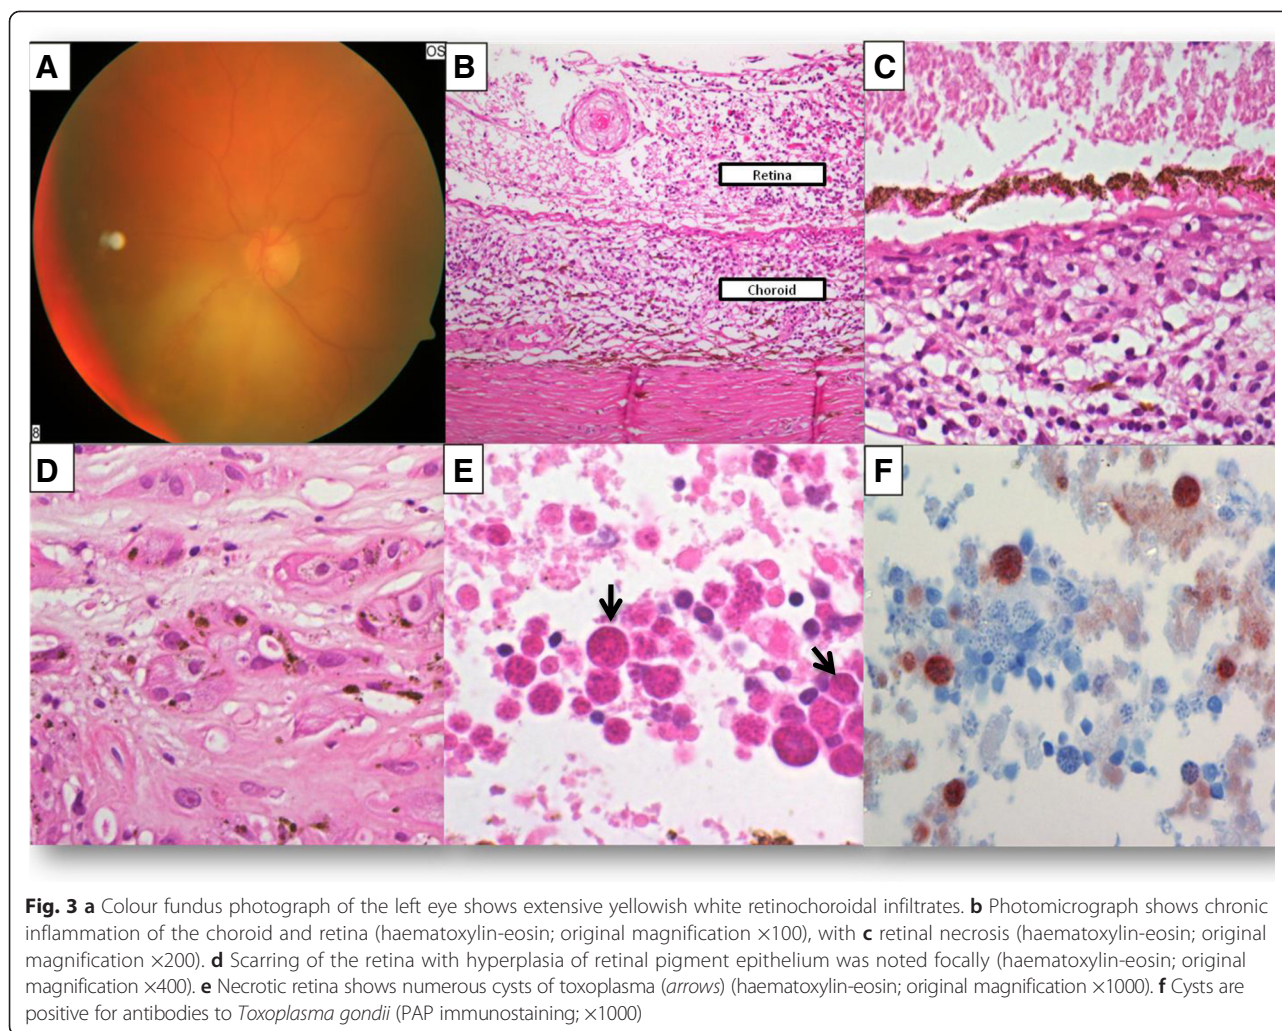 A
OS
B
C
Retina
Choroid
8
D
E
F
Fig. 3 a Colour fundus photograph of the left eye shows extensive yellowish white retinochoroidal infiltrates. b Photomicrograph shows chronic
inflammation of the choroid and retina (haematoxylin-eosin; original magnification ×100), with c retinal necrosis (haematoxylin-eosin; original
magnification ×200). d Scarring of the retina with hyperplasia of retinal pigment epithelium was noted focally (haematoxylin-eosin; original
magnification ×400). e Necrotic retina shows numerous cysts of toxoplasma (arrows) (haematoxylin-eosin; original magnification ×1000). f Cysts are
positive for antibodies to Toxoplasma gondii (PAP immunostaining; ×1000)